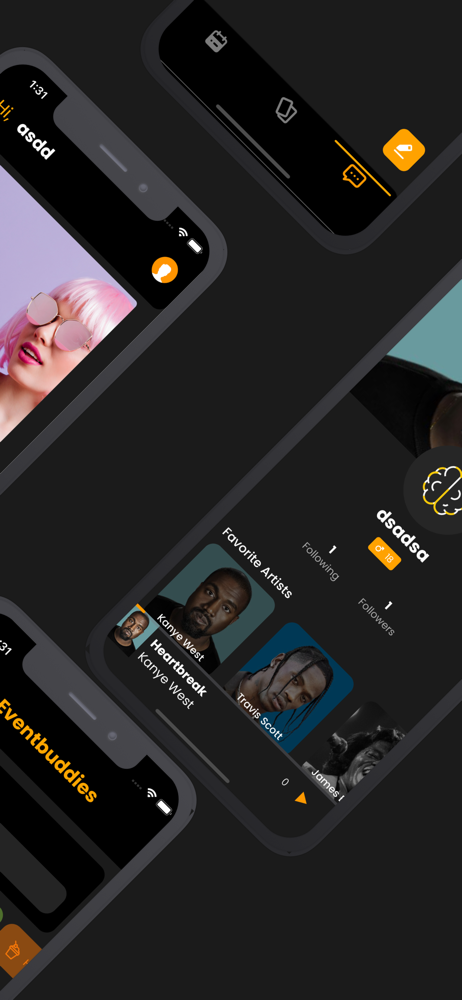 1:31
Hi,
asdd
dsadsa
18
1
Following
1
Followers
Favorite Artists
Kanye West
Travis Scott
James
Heartbreak
Kanye West
0
:31
Eventbuddies